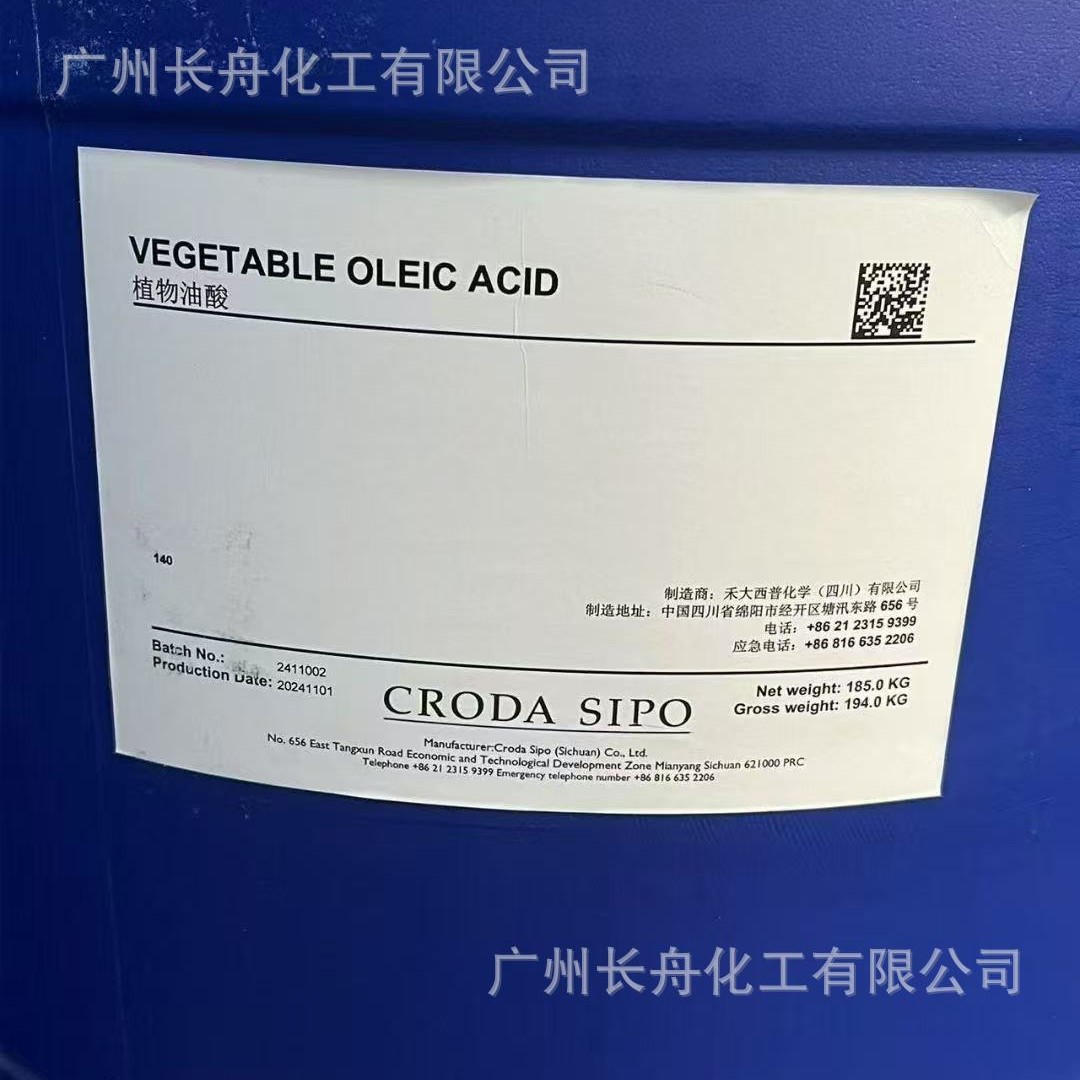 广州长舟化工有限公司
VEGETABLE OLEIC ACID
植物油酸
140
制造商：禾大西普化学（四川）有限公司
制造地址：中国四川省绵阳市经开区塘汛东路 656 号
电话：+86 21 2315 9399
应急电话：+86 816 635 2206
Batch No.: 2411002
Production Date: 20241101
CRODA SIPO
Net weight: 185.0 KG
Gross weight: 194.0 KG
Manufacturer:Croda Sipo (Sichuan) Co., Ltd.
No. 656 East Tangxun Road Economic and Technological Development Zone Mianyang Sichuan 621000 PRC
Telephone +86 21 2315 9399 Emergency telephone number +86 816 635 2206
广州长舟化工有限公司